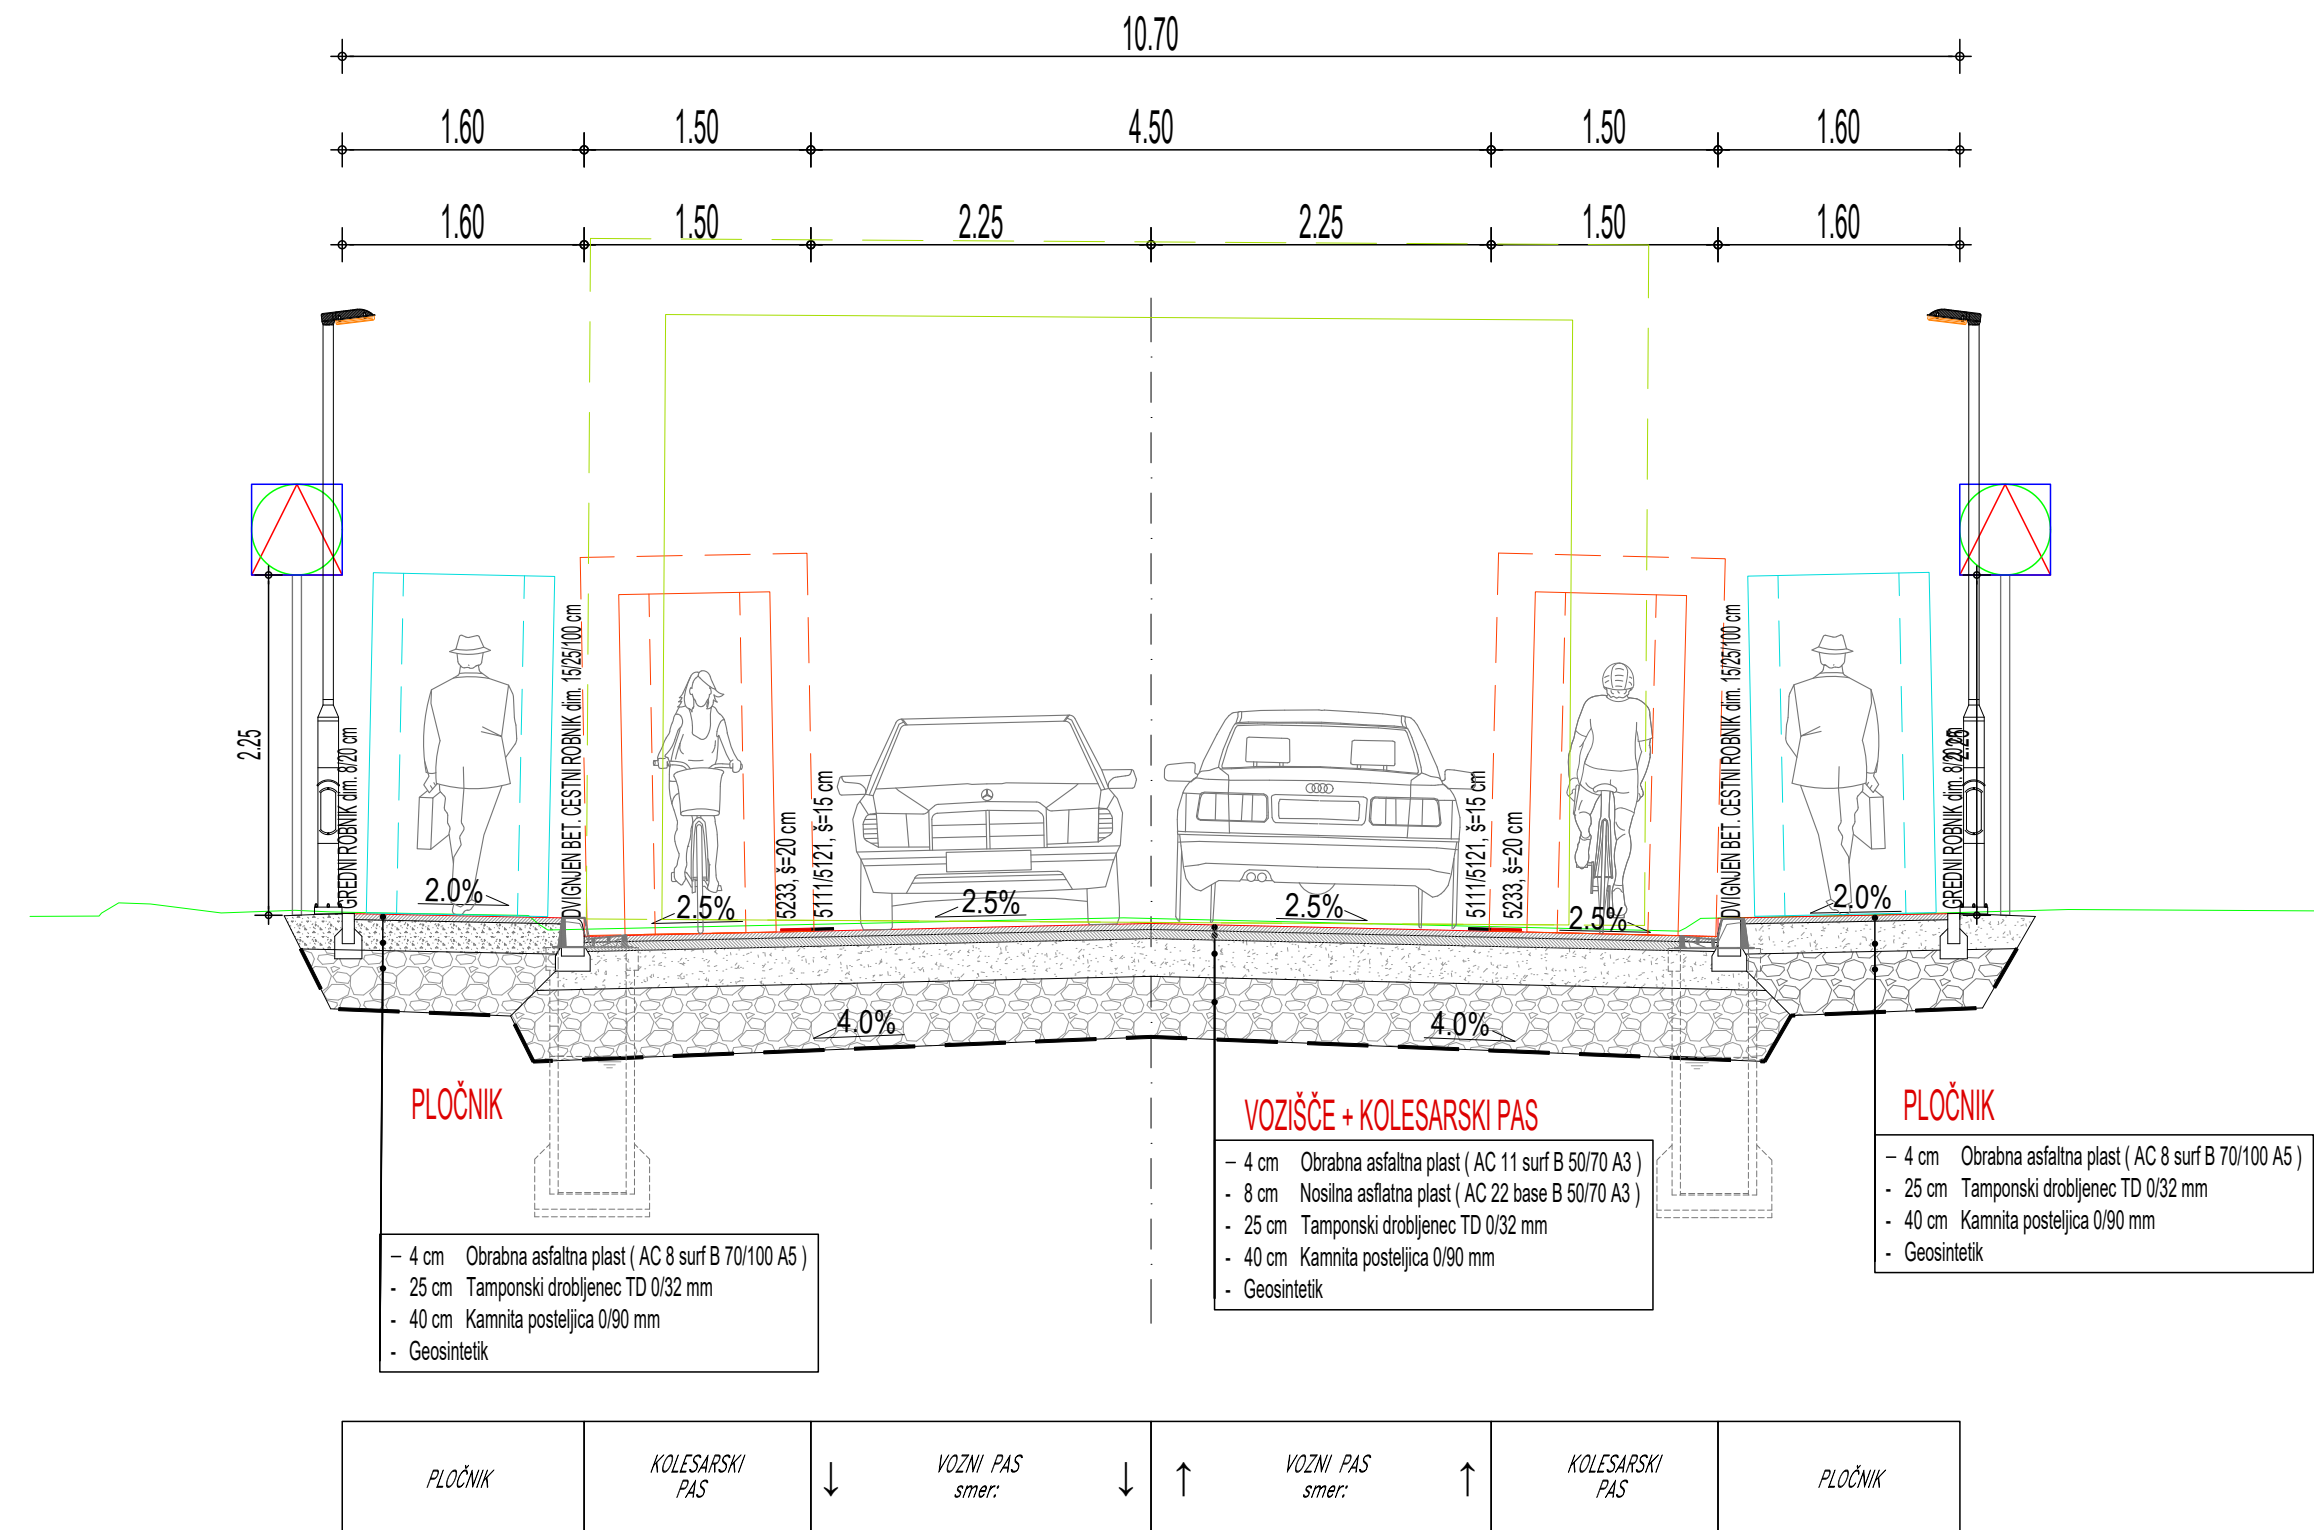 10.70
1.60 1.50 4.50 1.50 1.60
1.60 1.50 2.25 2.25 1.50 1.60
2.25
GREDNI ROBNIK dim. 8/20 cm
DVIGNJEN BET. CESTNI ROBNIK dim. 15/25/100 cm
5233, š=20 cm
5111/5121, š=15 cm
5111/5121, š=15 cm
5233, š=20 cm
DVIGNJEN BET. CESTNI ROBNIK dim. 15/25/100 cm
GREDNI ROBNIK dim. 8/20 cm
2.25
2.0% 2.5% 2.5% 2.5% 2.5% 2.0%
4.0% 4.0%
PLOČNIK
– 4 cm Obrabna asfaltna plast ( AC 8 surf B 70/100 A5 )
- 25 cm Tamponski drobljenec TD 0/32 mm
- 40 cm Kamnita posteljica 0/90 mm
- Geosintetik
VOZIŠČE + KOLESARSKI PAS
– 4 cm Obrabna asfaltna plast ( AC 11 surf B 50/70 A3 )
- 8 cm Nosilna asflatna plast ( AC 22 base B 50/70 A3 )
- 25 cm Tamponski drobljenec TD 0/32 mm
- 40 cm Kamnita posteljica 0/90 mm
- Geosintetik
PLOČNIK
– 4 cm Obrabna asfaltna plast ( AC 8 surf B 70/100 A5 )
- 25 cm Tamponski drobljenec TD 0/32 mm
- 40 cm Kamnita posteljica 0/90 mm
- Geosintetik
PLOČNIK
KOLESARSKI
PAS
↓ VOZNI PAS ↓
smer:
↑ VOZNI PAS ↑
smer:
KOLESARSKI
PAS
PLOČNIK